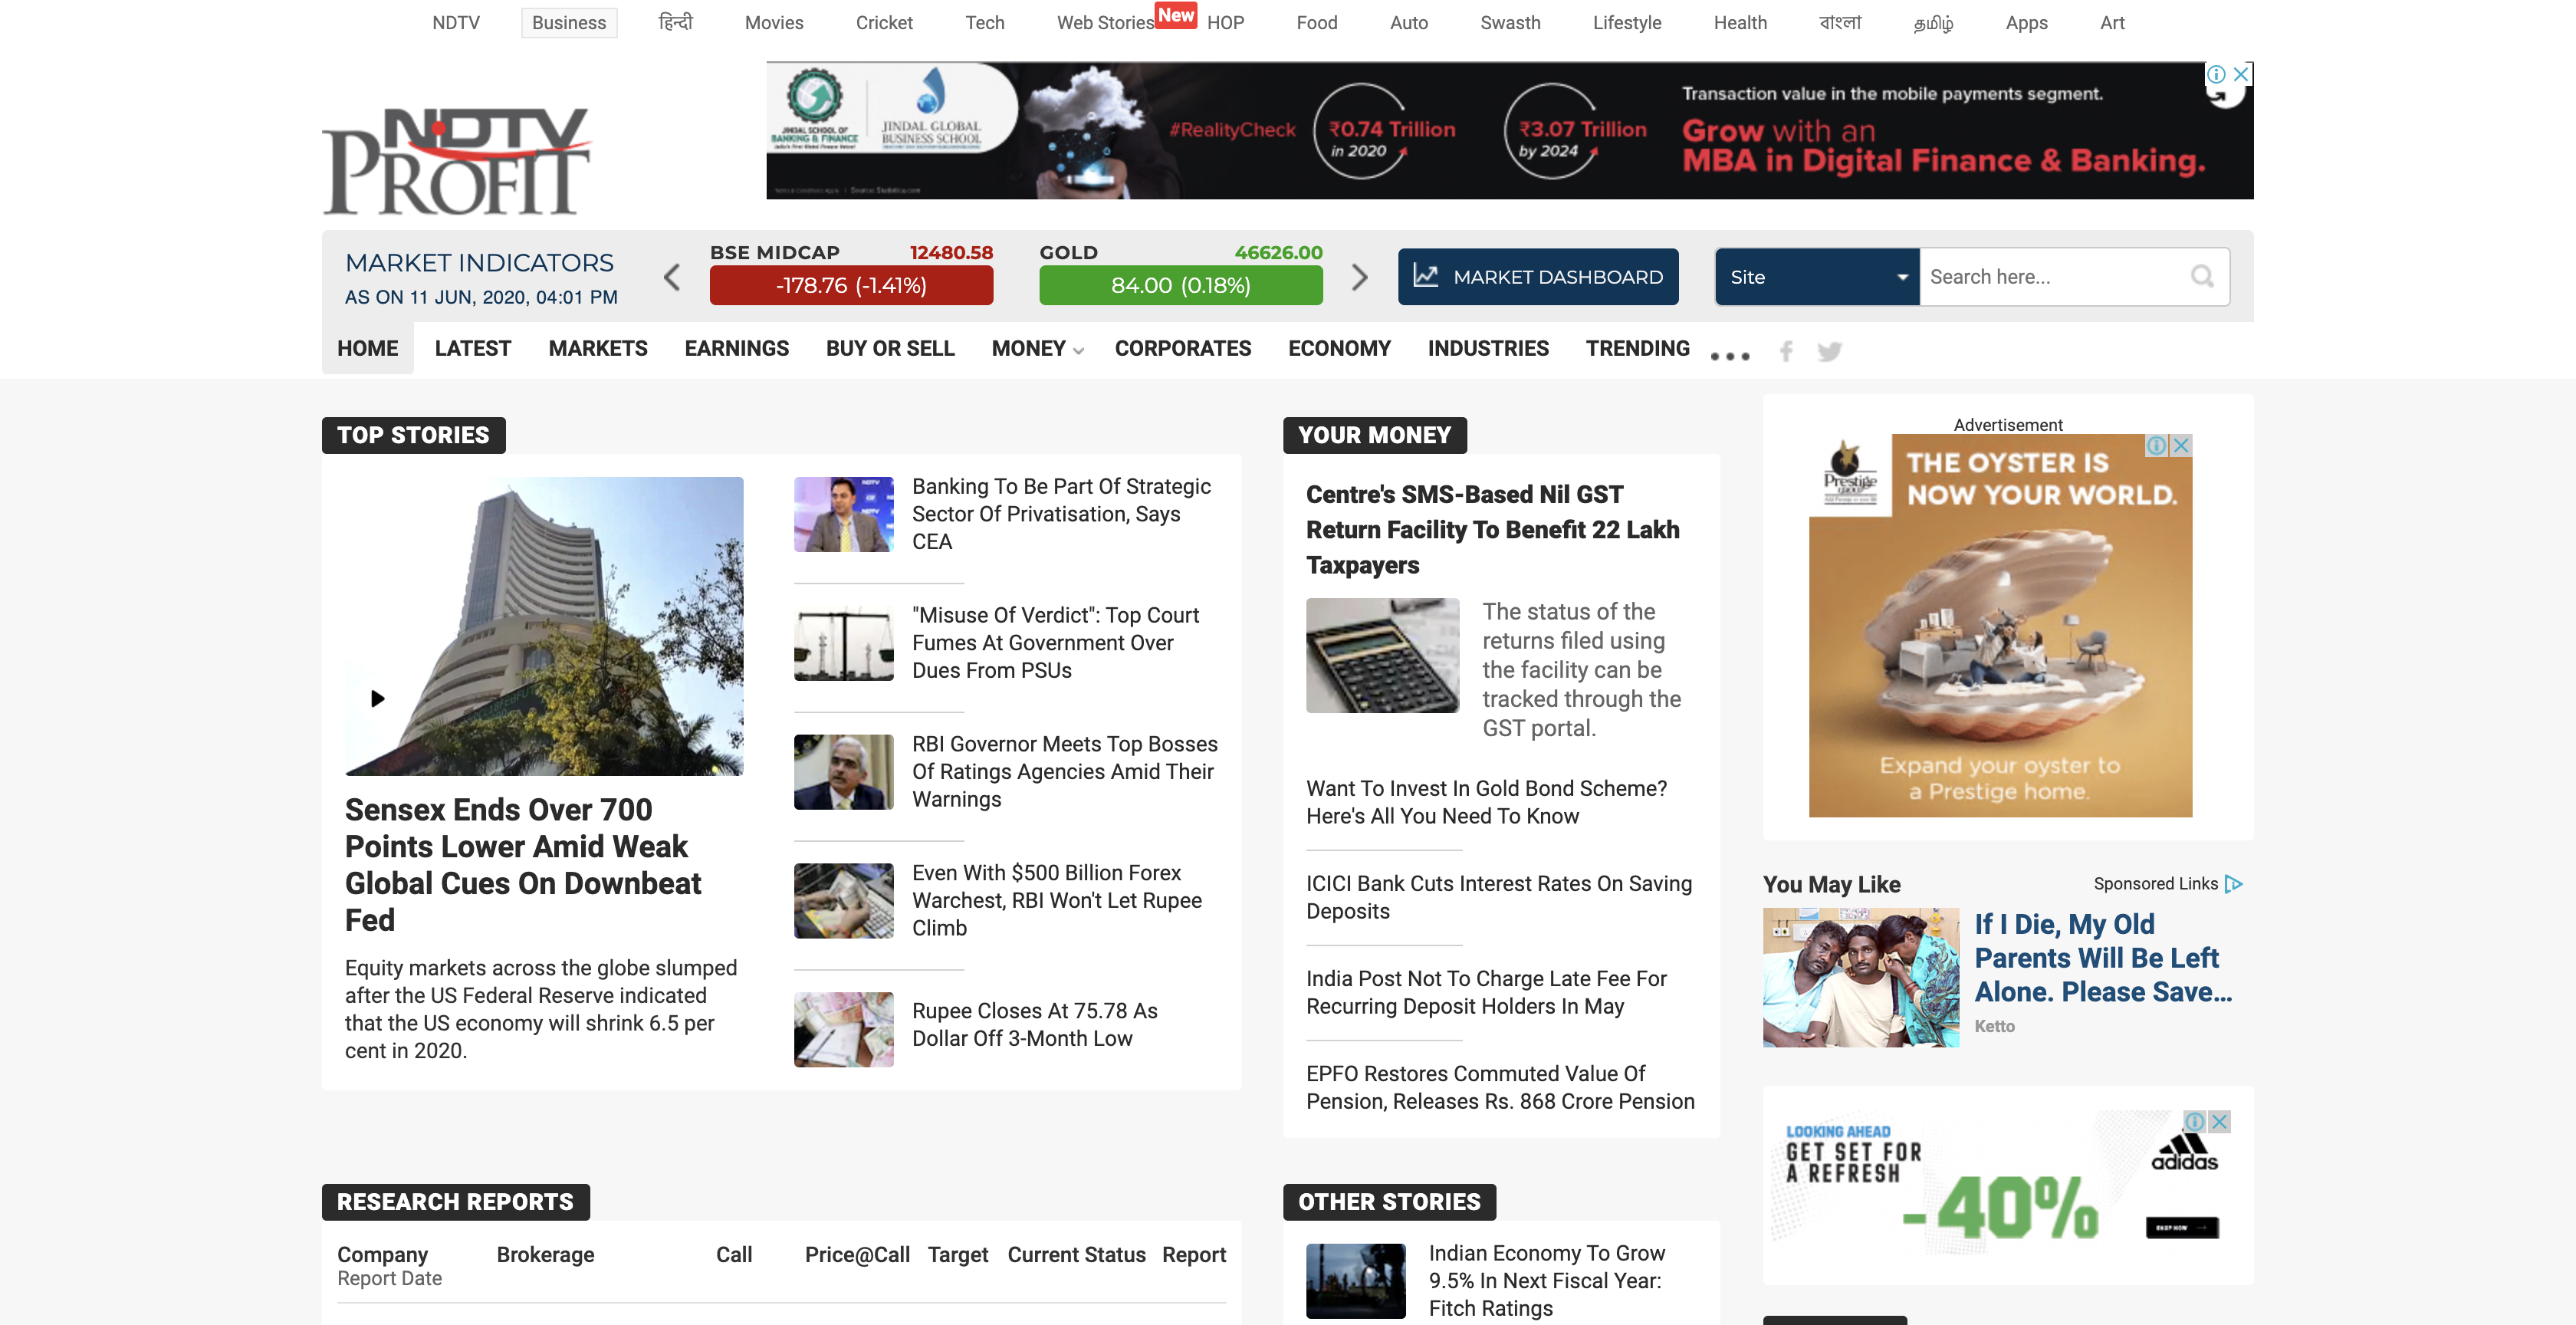 NDTV
Business
हिन्दी
Movies
Cricket
Tech
Web Stories
New
HOP
Food
Auto
Swasth
Lifestyle
Health
বাংলা
தமிழ்
Apps
Art
NDTV
PROFIT
JINDAL SCHOOL OF
BANKING & FINANCE
India's First Global Finance School
JINDAL GLOBAL
BUSINESS SCHOOL
#RealityCheck
₹0.74 Trillion
in 2020
₹3.07 Trillion
by 2024
Transaction value in the mobile payments segment.
Grow with an
MBA in Digital Finance & Banking.
MARKET INDICATORS
AS ON 11 JUN, 2020, 04:01 PM
BSE MIDCAP 12480.58
-178.76 (-1.41%)
GOLD 46626.00
84.00 (0.18%)
MARKET DASHBOARD
Site
Search here...
HOME
LATEST
MARKETS
EARNINGS
BUY OR SELL
MONEY
CORPORATES
ECONOMY
INDUSTRIES
TRENDING
TOP STORIES
Sensex Ends Over 700
Points Lower Amid Weak
Global Cues On Downbeat
Fed
Equity markets across the globe slumped
after the US Federal Reserve indicated
that the US economy will shrink 6.5 per
cent in 2020.
Banking To Be Part Of Strategic
Sector Of Privatisation, Says
CEA
"Misuse Of Verdict": Top Court
Fumes At Government Over
Dues From PSUs
RBI Governor Meets Top Bosses
Of Ratings Agencies Amid Their
Warnings
Even With $500 Billion Forex
Warchest, RBI Won't Let Rupee
Climb
Rupee Closes At 75.78 As
Dollar Off 3-Month Low
YOUR MONEY
Centre's SMS-Based Nil GST
Return Facility To Benefit 22 Lakh
Taxpayers
The status of the
returns filed using
the facility can be
tracked through the
GST portal.
Want To Invest In Gold Bond Scheme?
Here's All You Need To Know
ICICI Bank Cuts Interest Rates On Saving
Deposits
India Post Not To Charge Late Fee For
Recurring Deposit Holders In May
EPFO Restores Commuted Value Of
Pension, Releases Rs. 868 Crore Pension
Advertisement
Prestige
GROUP
THE OYSTER IS
NOW YOUR WORLD.
Expand your oyster to
a Prestige home.
You May Like
Sponsored Links
If I Die, My Old
Parents Will Be Left
Alone. Please Save...
Ketto
LOOKING AHEAD
GET SET FOR
A REFRESH
-40%
adidas
SHOP NOW
RESEARCH REPORTS
Company Brokerage Call Price@Call Target Current Status Report
Report Date
OTHER STORIES
Indian Economy To Grow
9.5% In Next Fiscal Year:
Fitch Ratings